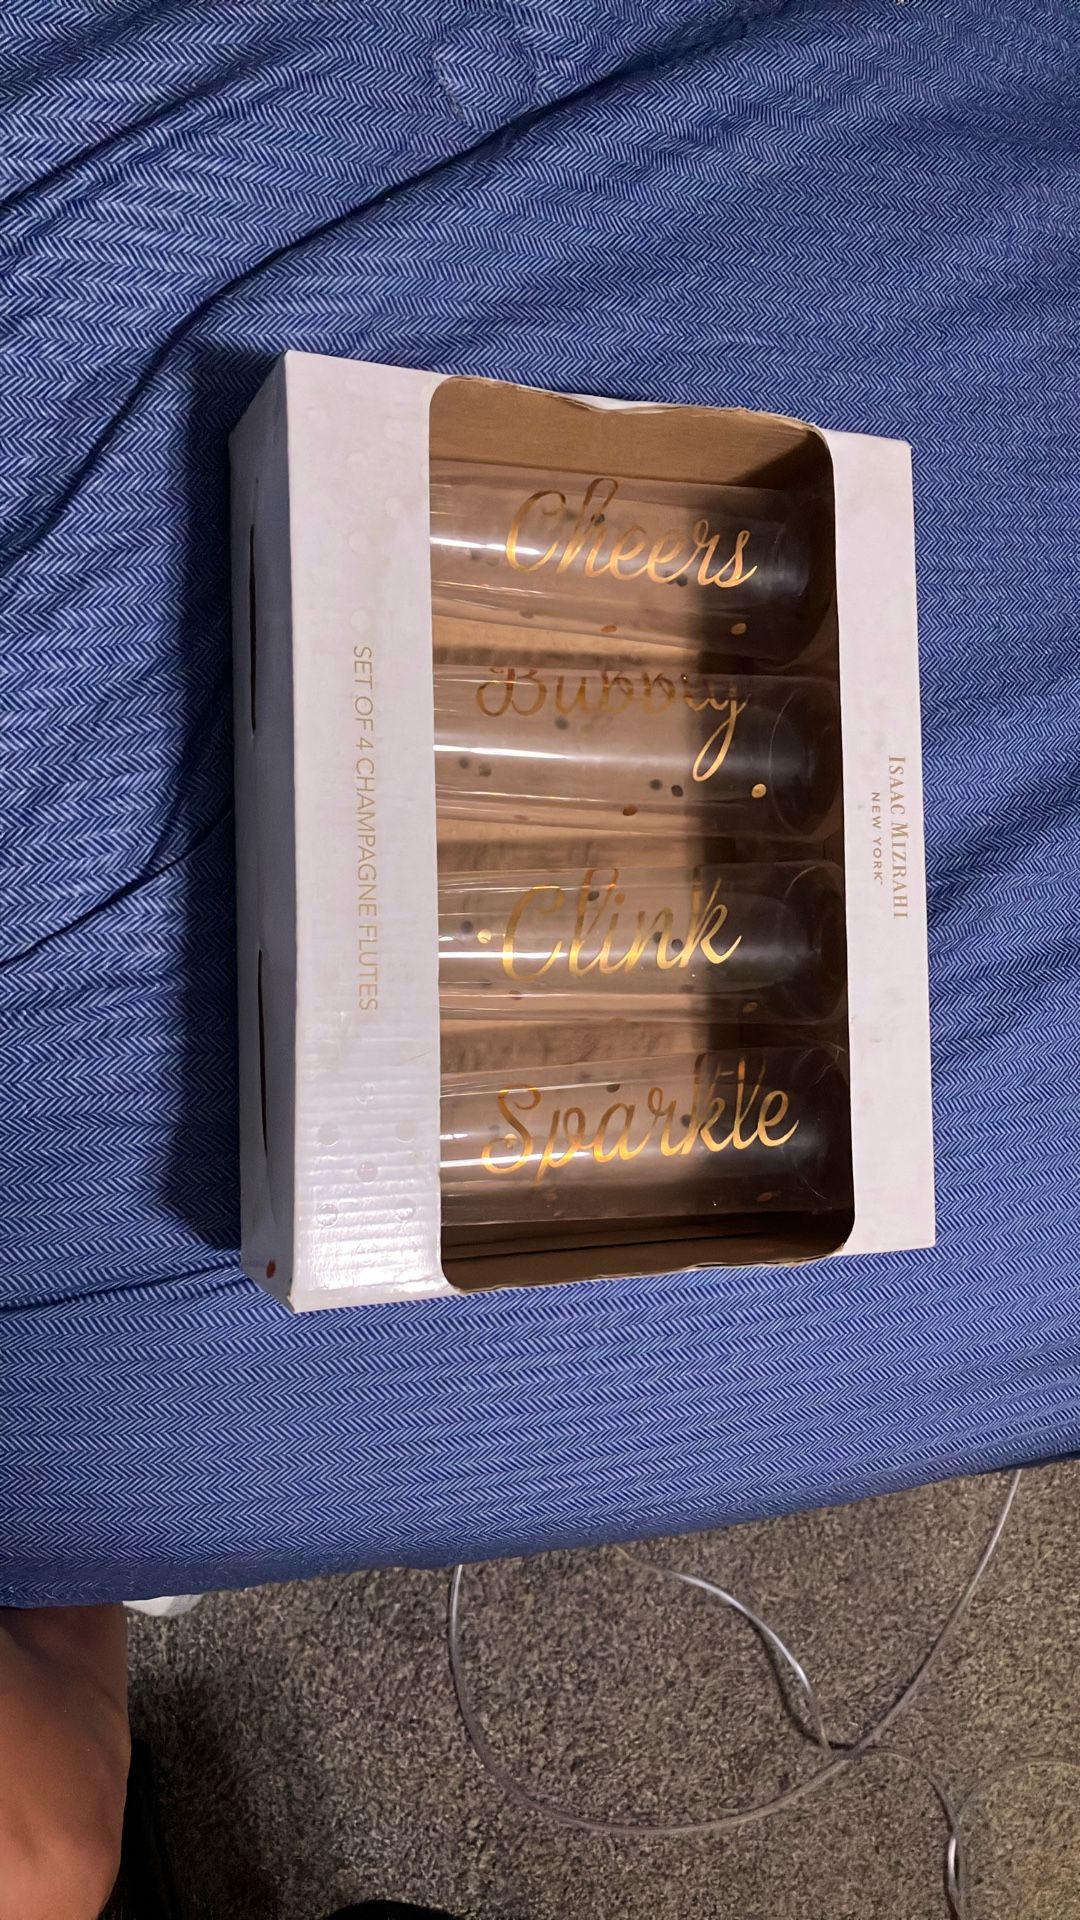 Cheers
Bubbly
Clink
Sparkle
ISAAC MIZRAHI
NEW YORK
SET OF 4 CHAMPAGNE FLUTES